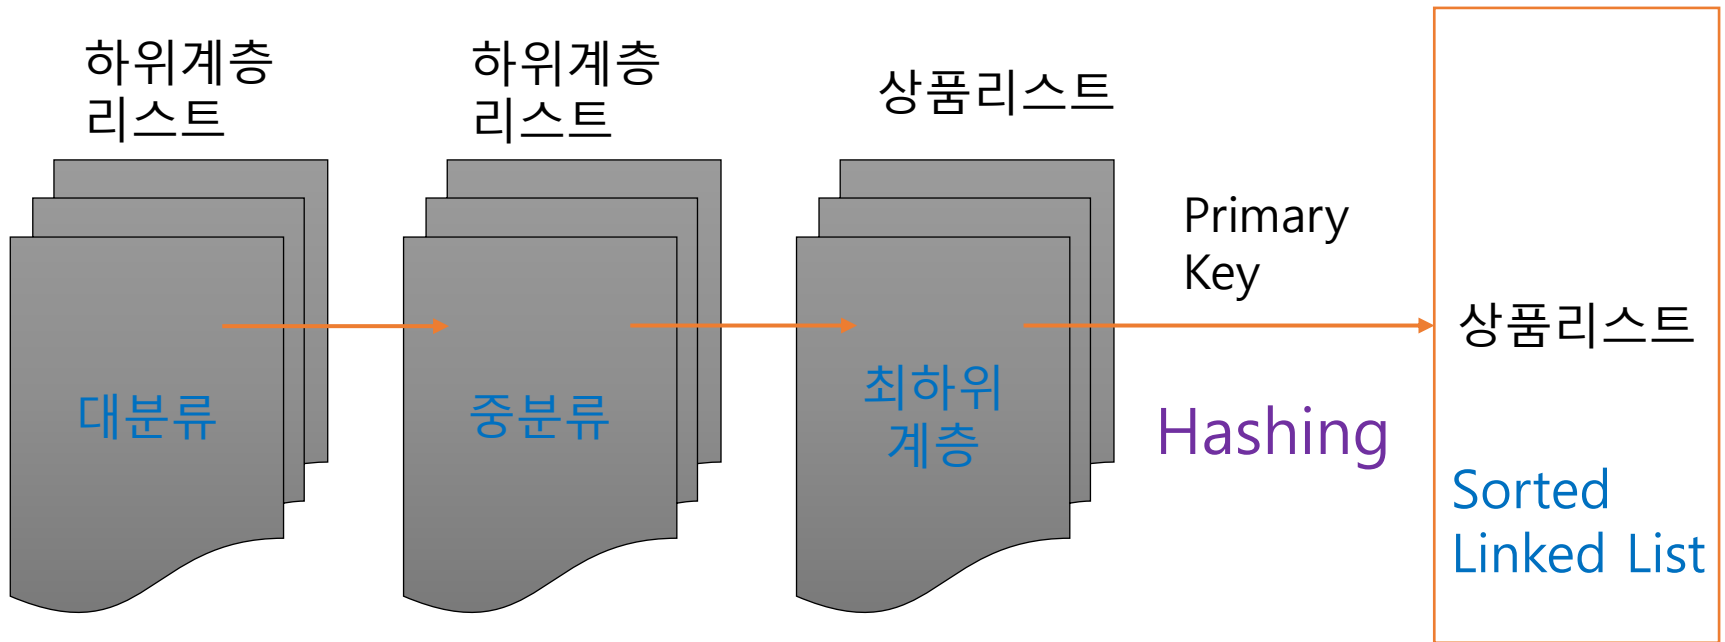 하위계층
리스트
하위계층
리스트
상품리스트
대분류
중분류
최하위
계층
Primary
Key
Hashing
상품리스트
Sorted
Linked List